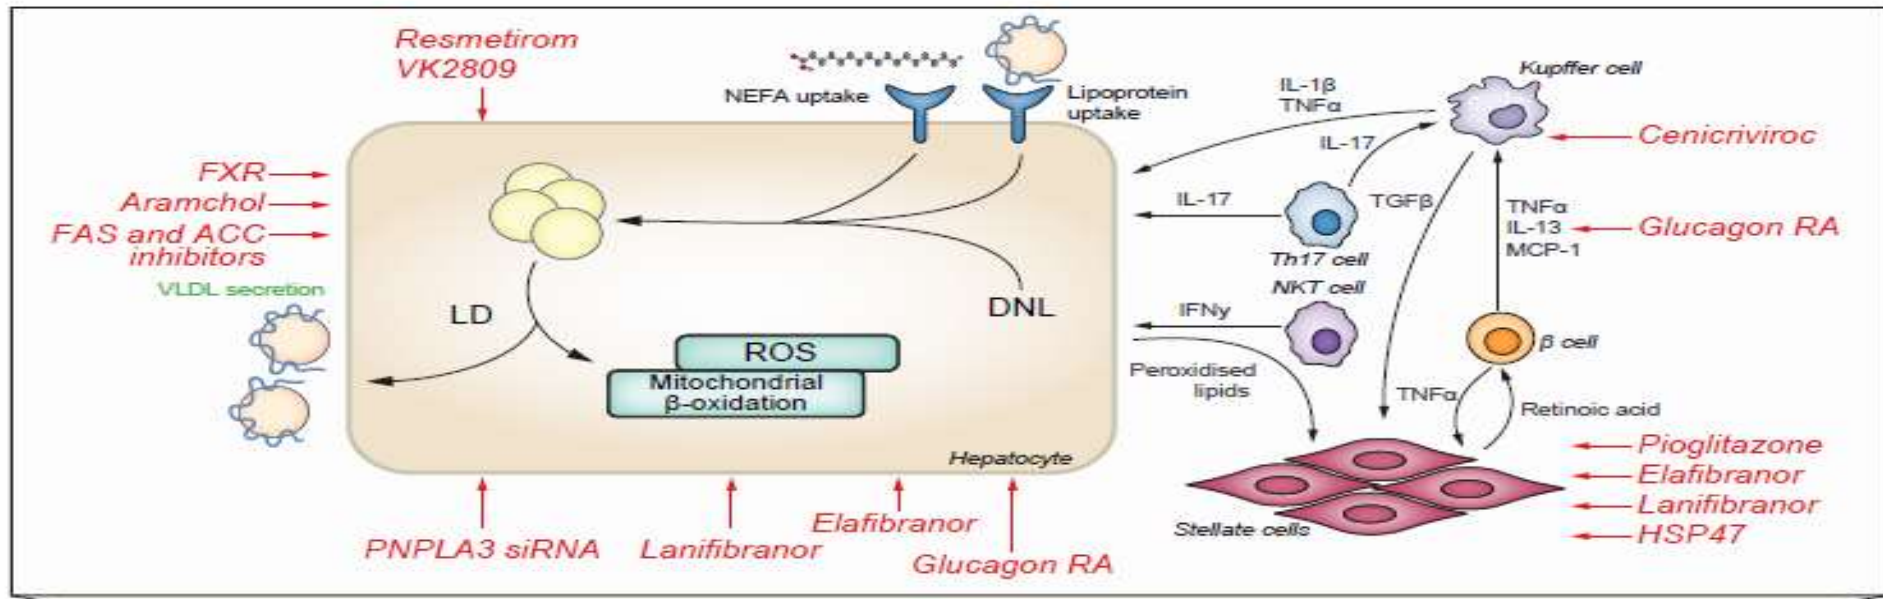 Resmetirom
VK2809
NEFA uptake
Lipoprotein
uptake
IL-1β
TNFα
Kupffer cell
Cenicriviroc
IL-17
FXR
Aramchol
FAS and ACC
inhibitors
VLDL secretion
IL-17
TGFβ
Th17 cell
TNFα
IL-13
MCP-1
Glucagon RA
NKT cell
IFNy
LD
DNL
ROS
Mitochondrial
β-oxidation
β cell
Peroxidised
lipids
TNFα
Retinoic acid
Hepatocyte
Stellate cells
Pioglitazone
Elafibranor
Lanifibranor
HSP47
PNPLA3 siRNA
Lanifibranor
Elafibranor
Glucagon RA